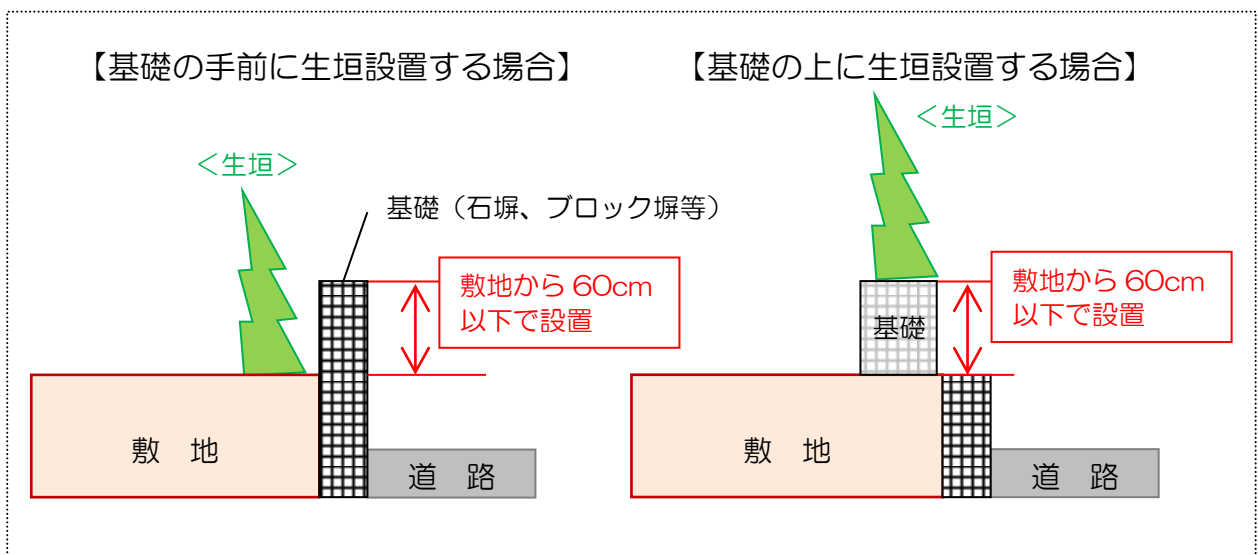 【基礎の手前に生垣設置する場合】
＜生垣＞
基礎（石塀、ブロック塀等）
敷地から 60cm
以下で設置
敷 地
道 路
【基礎の上に生垣設置する場合】
＜生垣＞
敷地から 60cm
以下で設置
基礎
敷 地
道 路